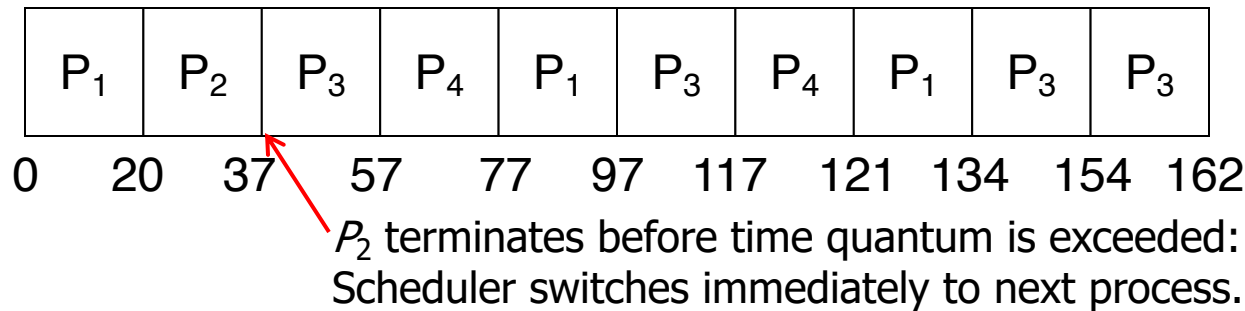 P₁ P₂ P₃ P₄ P₁ P₃ P₄ P₁ P₃ P₃
0 20 37 57 77 97 117 121 134 154 162
P₂ terminates before time quantum is exceeded:
Scheduler switches immediately to next process.